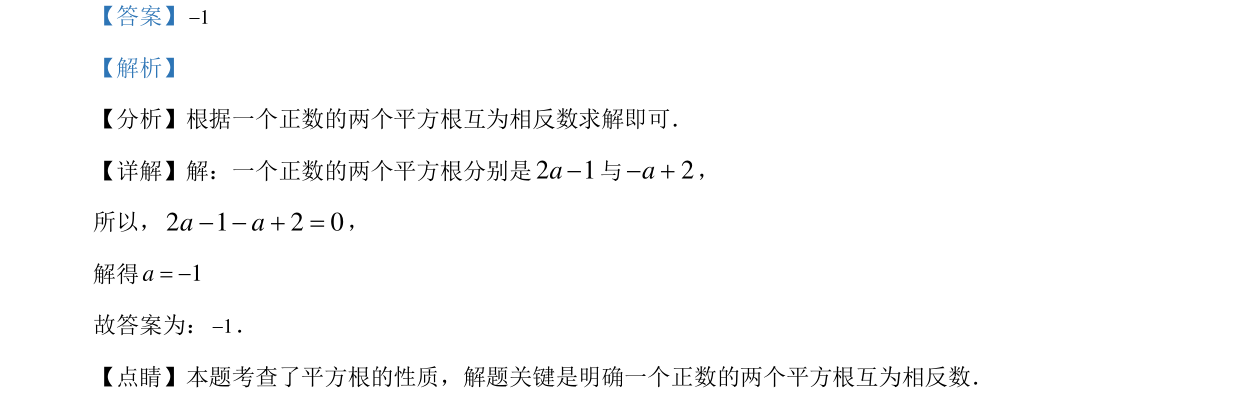 【答案】−1
【解析】
【分析】根据一个正数的两个平方根互为相反数求解即可．
【详解】解：一个正数的两个平方根分别是2a−1与−a+2，
所以，2a−1−a+2=0，
解得a=−1
故答案为：−1．
【点睛】本题考查了平方根的性质，解题关键是明确一个正数的两个平方根互为相反数．